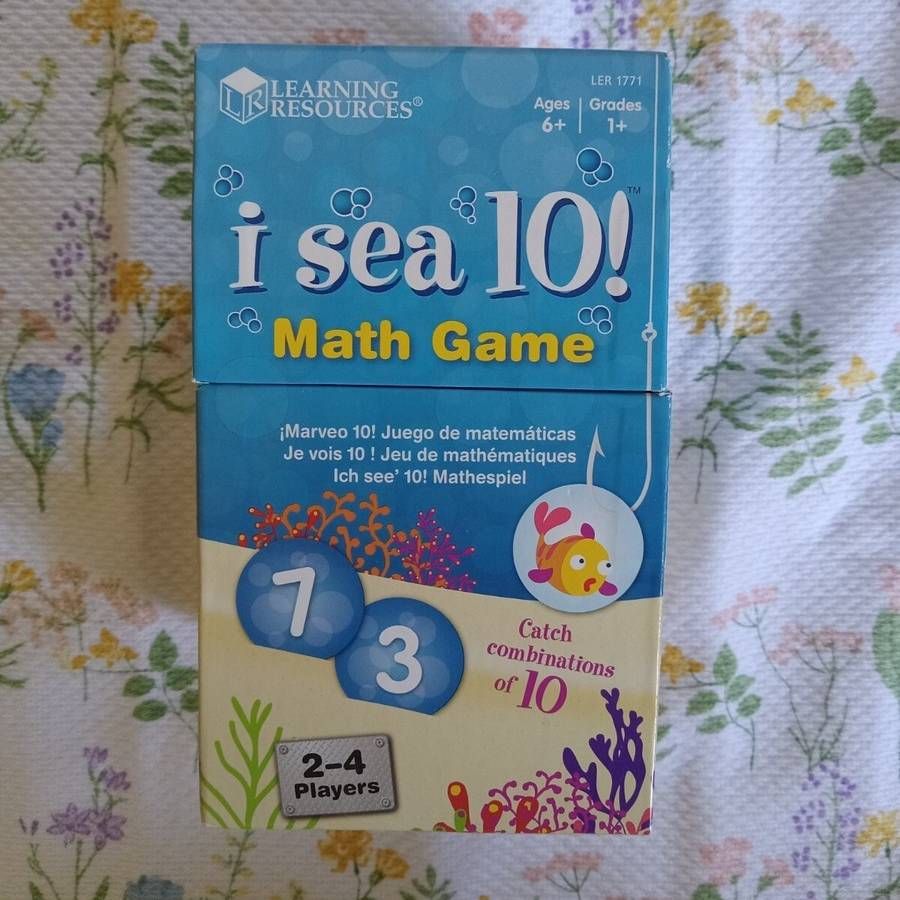 LR LEARNING
RESOURCES®
LER 1771
Ages
6+
Grades
1+
i sea 10!™
Math Game
¡Marveo 10! Juego de matemáticas
Je vois 10 ! Jeu de mathématiques
Ich see’ 10! Mathespiel
7
3
Catch
combinations
of 10
2–4
Players